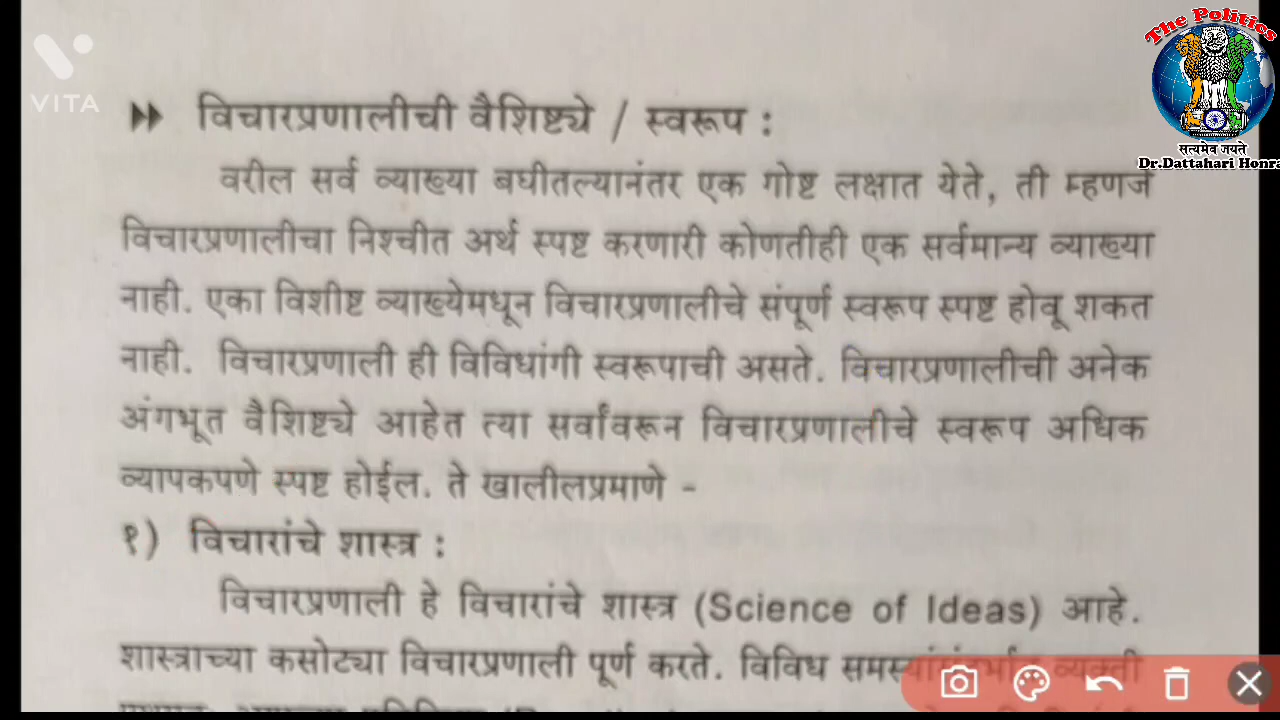 The Politics
सत्यमेव जयते
Dr.Dattahari Honra
VITA
विचारप्रणालीची वैशिष्ट्ये / स्वरूप :
वरील सर्व व्याख्या बघीतल्यानंतर एक गोष्ट लक्षात येते, ती म्हणजे
विचारप्रणालीचा निश्चीत अर्थ स्पष्ट करणारी कोणतीही एक सर्वमान्य व्याख्या
नाही. एका विशीष्ट व्याख्येमधून विचारप्रणालीचे संपूर्ण स्वरूप स्पष्ट होवू शकत
नाही. विचारप्रणाली ही विविधांगी स्वरूपाची असते. विचारप्रणालीची अनेक
अंगभूत वैशिष्ट्ये आहेत त्या सर्वांवरून विचारप्रणालीचे स्वरूप अधिक
व्यापकपणे स्पष्ट होईल. ते खालीलप्रमाणे -
१) विचारांचे शास्त्र :
विचारप्रणाली हे विचारांचे शास्त्र (Science of Ideas) आहे.
शास्त्राच्या कसोट्या विचारप्रणाली पूर्ण करते. विविध व्यक्ती